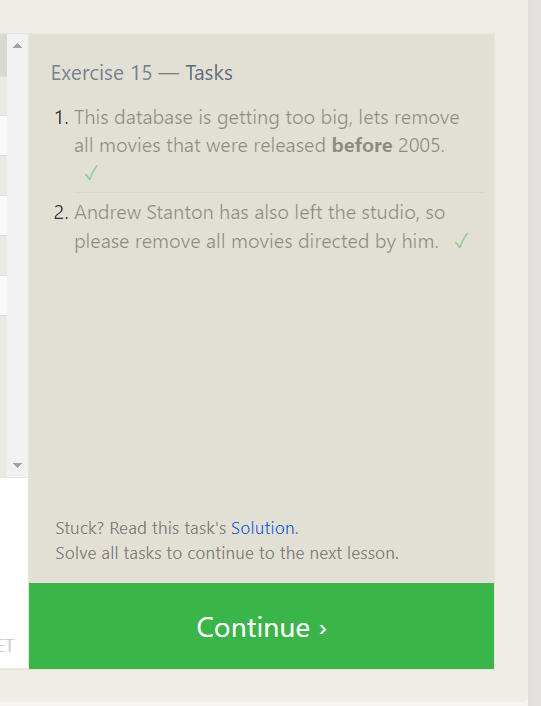 Exercise 15 — Tasks
1. This database is getting too big, lets remove
all movies that were released before 2005.
✓
2. Andrew Stanton has also left the studio, so
please remove all movies directed by him. ✓
Stuck? Read this task's Solution.
Solve all tasks to continue to the next lesson.
Continue ›
ET